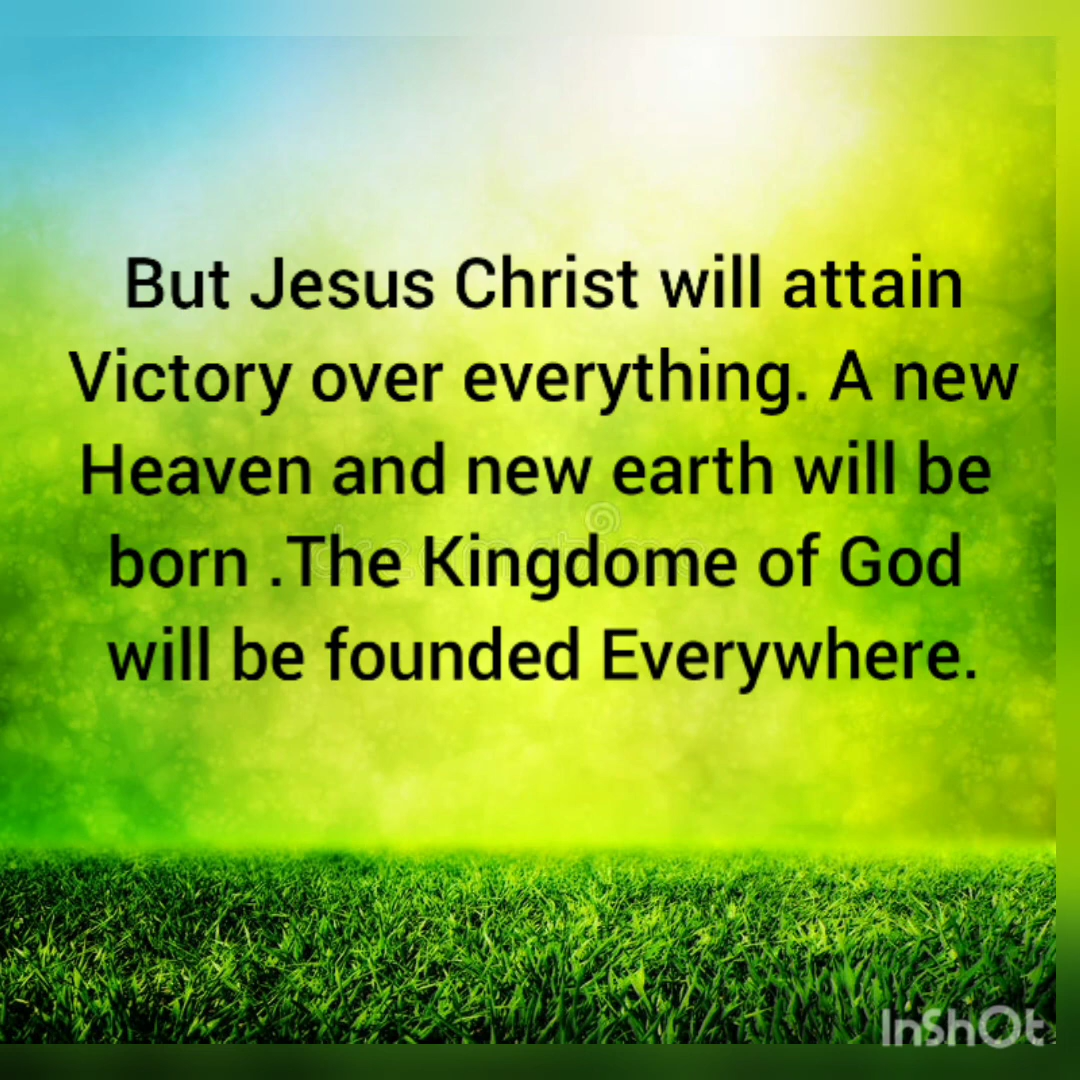 But Jesus Christ will attain
Victory over everything. A new
Heaven and new earth will be
born .The Kingdome of God
will be founded Everywhere.
InShOt